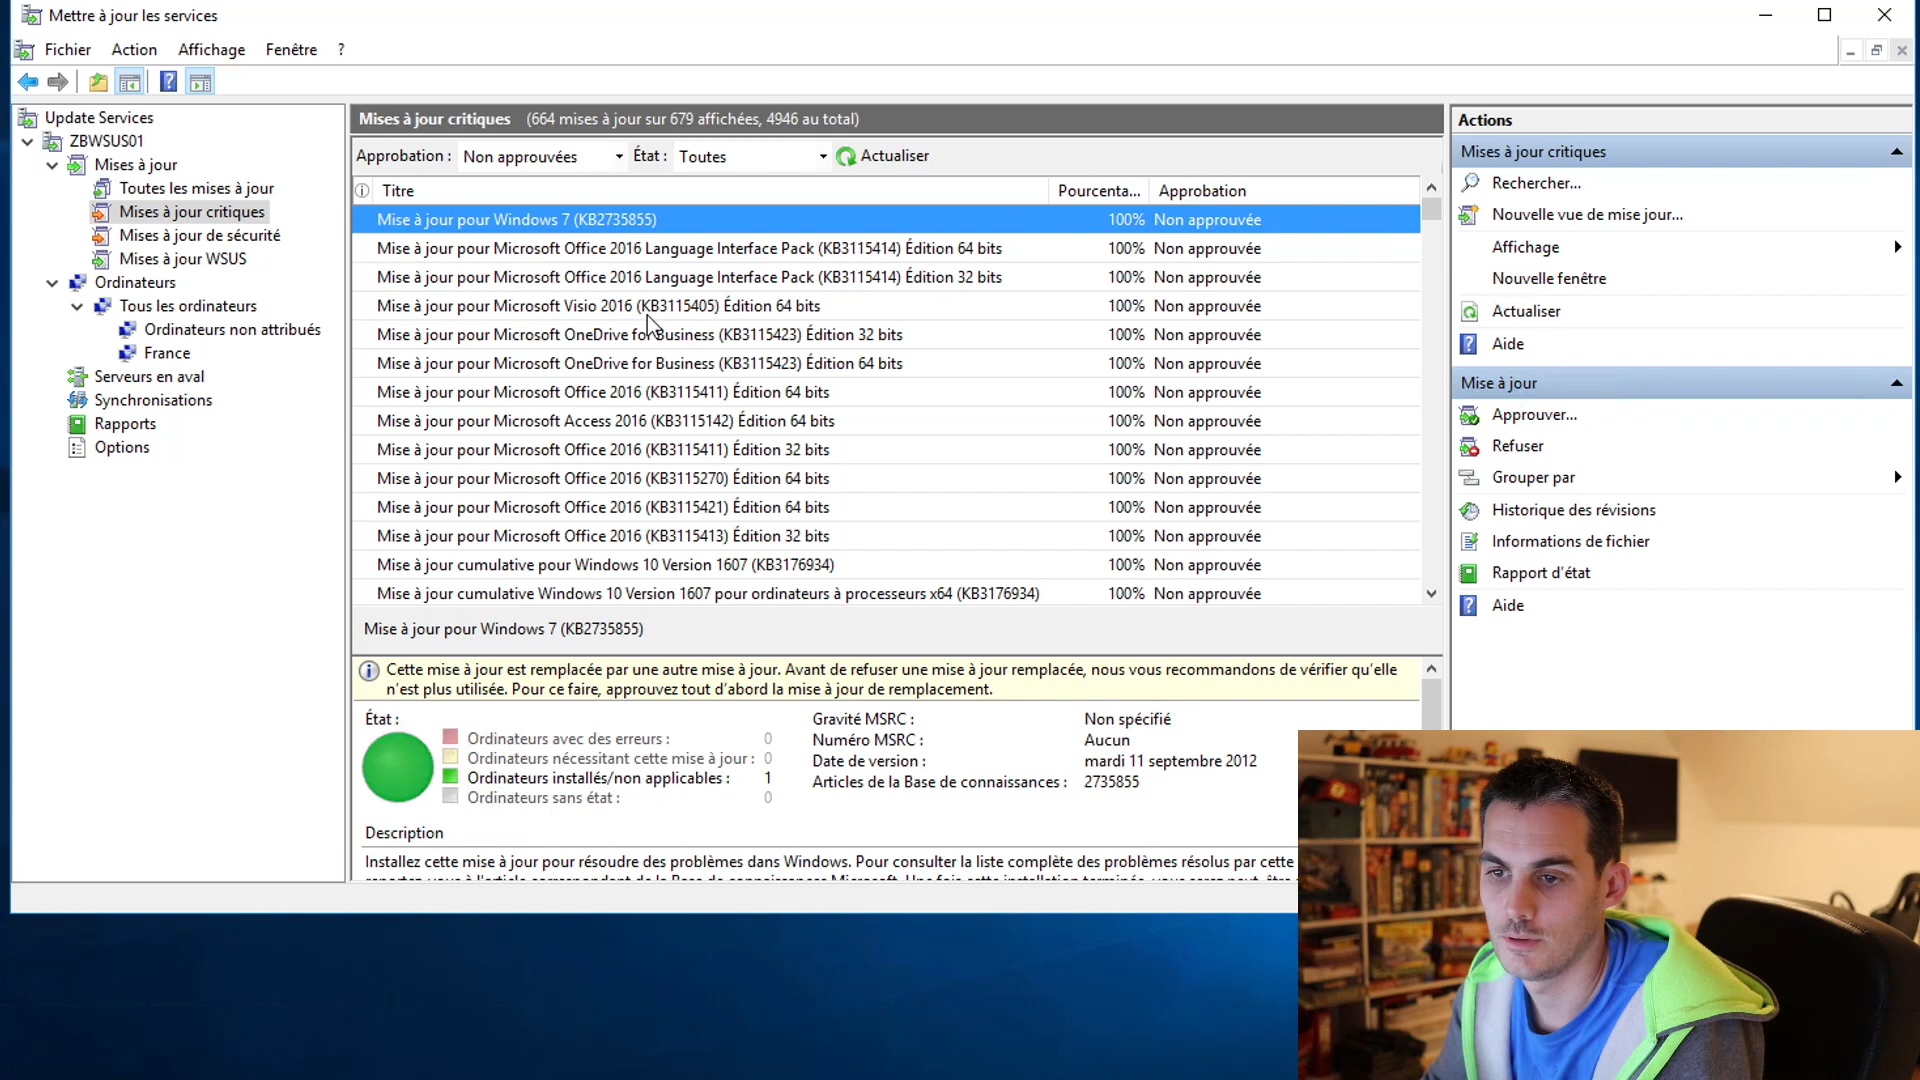 Mettre à jour les services
Fichier Action Affichage Fenêtre ?
Update Services
ZBWSUS01
Mises à jour
Toutes les mises à jour
Mises à jour critiques
Mises à jour de sécurité
Mises à jour WSUS
Ordinateurs
Tous les ordinateurs
Ordinateurs non attribués
France
Serveurs en aval
Synchronisations
Rapports
Options
Mises à jour critiques (664 mises à jour sur 679 affichées, 4946 au total)
Approbation : Non approuvées État : Toutes Actualiser
Titre Pourcenta... Approbation
Mise à jour pour Windows 7 (KB2735855) 100% Non approuvée
Mise à jour pour Microsoft Office 2016 Language Interface Pack (KB3115414) Édition 64 bits 100% Non approuvée
Mise à jour pour Microsoft Office 2016 Language Interface Pack (KB3115414) Édition 32 bits 100% Non approuvée
Mise à jour pour Microsoft Visio 2016 (KB3115405) Édition 64 bits 100% Non approuvée
Mise à jour pour Microsoft OneDrive for Business (KB3115423) Édition 32 bits 100% Non approuvée
Mise à jour pour Microsoft OneDrive for Business (KB3115423) Édition 64 bits 100% Non approuvée
Mise à jour pour Microsoft Office 2016 (KB3115411) Édition 64 bits 100% Non approuvée
Mise à jour pour Microsoft Access 2016 (KB3115142) Édition 64 bits 100% Non approuvée
Mise à jour pour Microsoft Office 2016 (KB3115411) Édition 32 bits 100% Non approuvée
Mise à jour pour Microsoft Office 2016 (KB3115270) Édition 64 bits 100% Non approuvée
Mise à jour pour Microsoft Office 2016 (KB3115421) Édition 64 bits 100% Non approuvée
Mise à jour pour Microsoft Office 2016 (KB3115413) Édition 32 bits 100% Non approuvée
Mise à jour cumulative pour Windows 10 Version 1607 (KB3176934) 100% Non approuvée
Mise à jour cumulative Windows 10 Version 1607 pour ordinateurs à processeurs x64 (KB3176934) 100% Non approuvée
Mise à jour pour Windows 7 (KB2735855)
Cette mise à jour est remplacée par une autre mise à jour. Avant de refuser une mise à jour remplacée, nous vous recommandons de vérifier qu'elle
n'est plus utilisée. Pour ce faire, approuvez tout d'abord la mise à jour de remplacement.
État :
Ordinateurs avec des erreurs : 0
Ordinateurs nécessitant cette mise à jour : 0
Ordinateurs installés/non applicables : 1
Ordinateurs sans état : 0
Gravité MSRC : Non spécifié
Numéro MSRC : Aucun
Date de version : mardi 11 septembre 2012
Articles de la Base de connaissances : 2735855
Description
Installez cette mise à jour pour résoudre des problèmes dans Windows. Pour consulter la liste complète des problèmes résolus par cette
reportez-vous à l'article correspondant de la Base de connaissances Microsoft. Une fois cette installation terminée, vous serez peut-être
Actions
Mises à jour critiques
Rechercher...
Nouvelle vue de mise jour...
Affichage
Nouvelle fenêtre
Actualiser
Aide
Mise à jour
Approuver...
Refuser
Grouper par
Historique des révisions
Informations de fichier
Rapport d'état
Aide